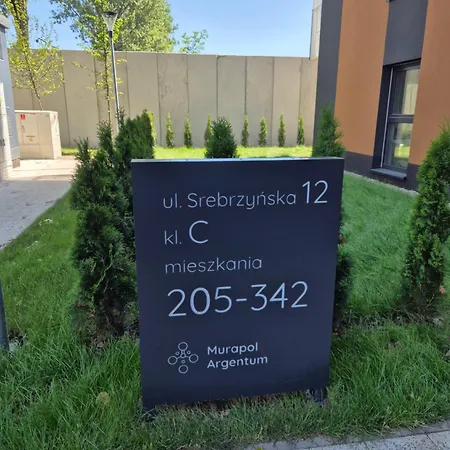 ul. Srebrzyńska 12
kl. C
mieszkania
205-342
Murapol
Argentum